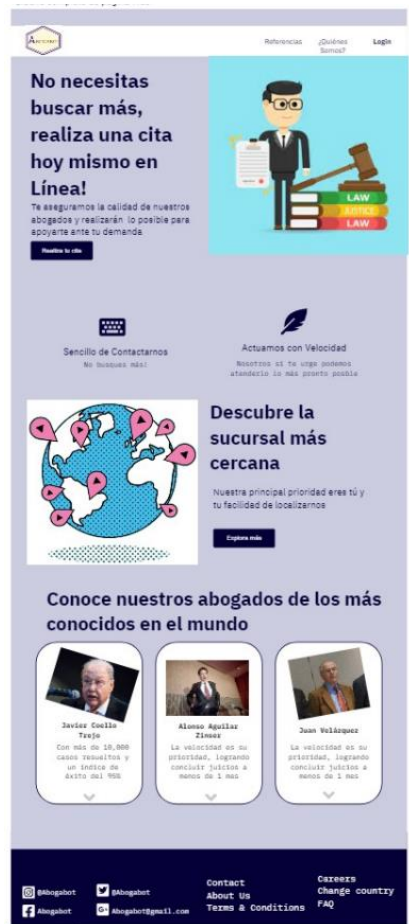 ABOGABOT
Referencias
¿Quiénes
Somos?
Login
No necesitas
buscar más,
realiza una cita
hoy mismo en
Línea!
Te aseguramos la calidad de nuestros
abogados y realizarán lo posible para
apoyarte ante tu demanda
Realiza tu cita
LAW
JUSTICE
LAW
Sencillo de Contactarnos
No busques más!
Actuamos con Velocidad
Nosotros si te urge podemos
atenderlo lo más pronto posble
Descubre la
sucursal más
cercana
Nuestra principal prioridad eres tú y
tu facilidad de localizarnos
Explora más
Conoce nuestros abogados de los más
conocidos en el mundo
Javier Coello
Trejo
Con más de 10,000
casos resueltos y
un índice de
éxito del 95%
Alonso Aguilar
Zinser
La velocidad es su
prioridad, logrando
concluir juicios a
menos de 1 mes
Juan Velázquez
La velocidad es su
prioridad, logrando
concluir juicios a
menos de 1 mes
@Abogabot
@Abogabot
Abogabot
Abogabot@gmail.com
Contact
About Us
Terms & Conditions
Careers
Change country
FAQ